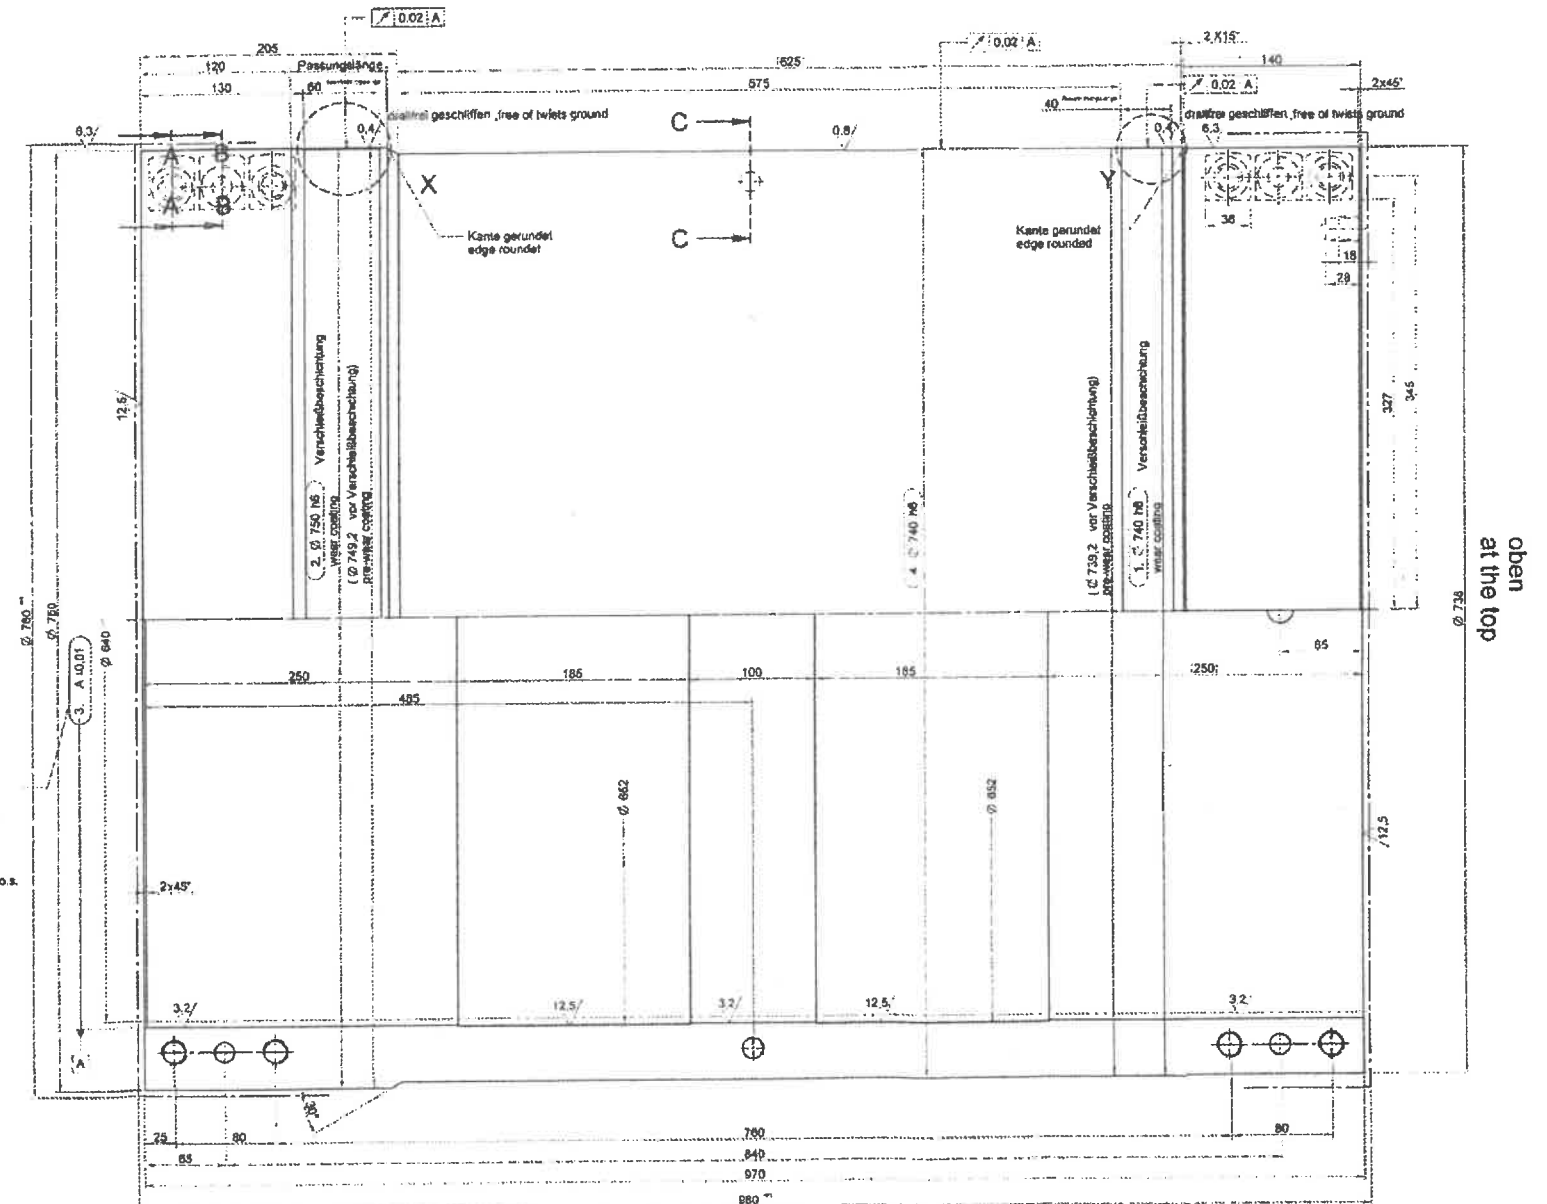 0.02 A
205
120
Passungslänge
130
60
625
575
0,02 A
2 X15°
140
40
0,02 A
2x45°
drallfrei geschliffen ,free of twists ground
drallfrei geschliffen ,free of twists ground
6.3
0,4
C
0.8
0,4
6.3
A
B
X
Y
A
B
C
Kante gerundet
edge roundet
Kante gerundet
edge rounded
36
18
28
12.5
327
345
2. Ø 750 h6 Verschleißbeschichtung
wear coating
( Ø 749,2 vor Verschleißbeschichtung)
pre-wear coating
4. Ø 740 h6
( Ø 739,2 vor Verschleißbeschichtung)
pre-wear coating
1. Ø 740 h6 Verschleißbeschichtung
wear coating
oben
at the top
Ø 760
Ø 750
3. A
Ø 640
Ø 738
65
250
185
100
185
250
485
Ø 652
Ø 652
12,5
o.s.
2x45°
3.2
12,5
3.2
12,5
3.2
A
25
80
760
80
65
840
970
980